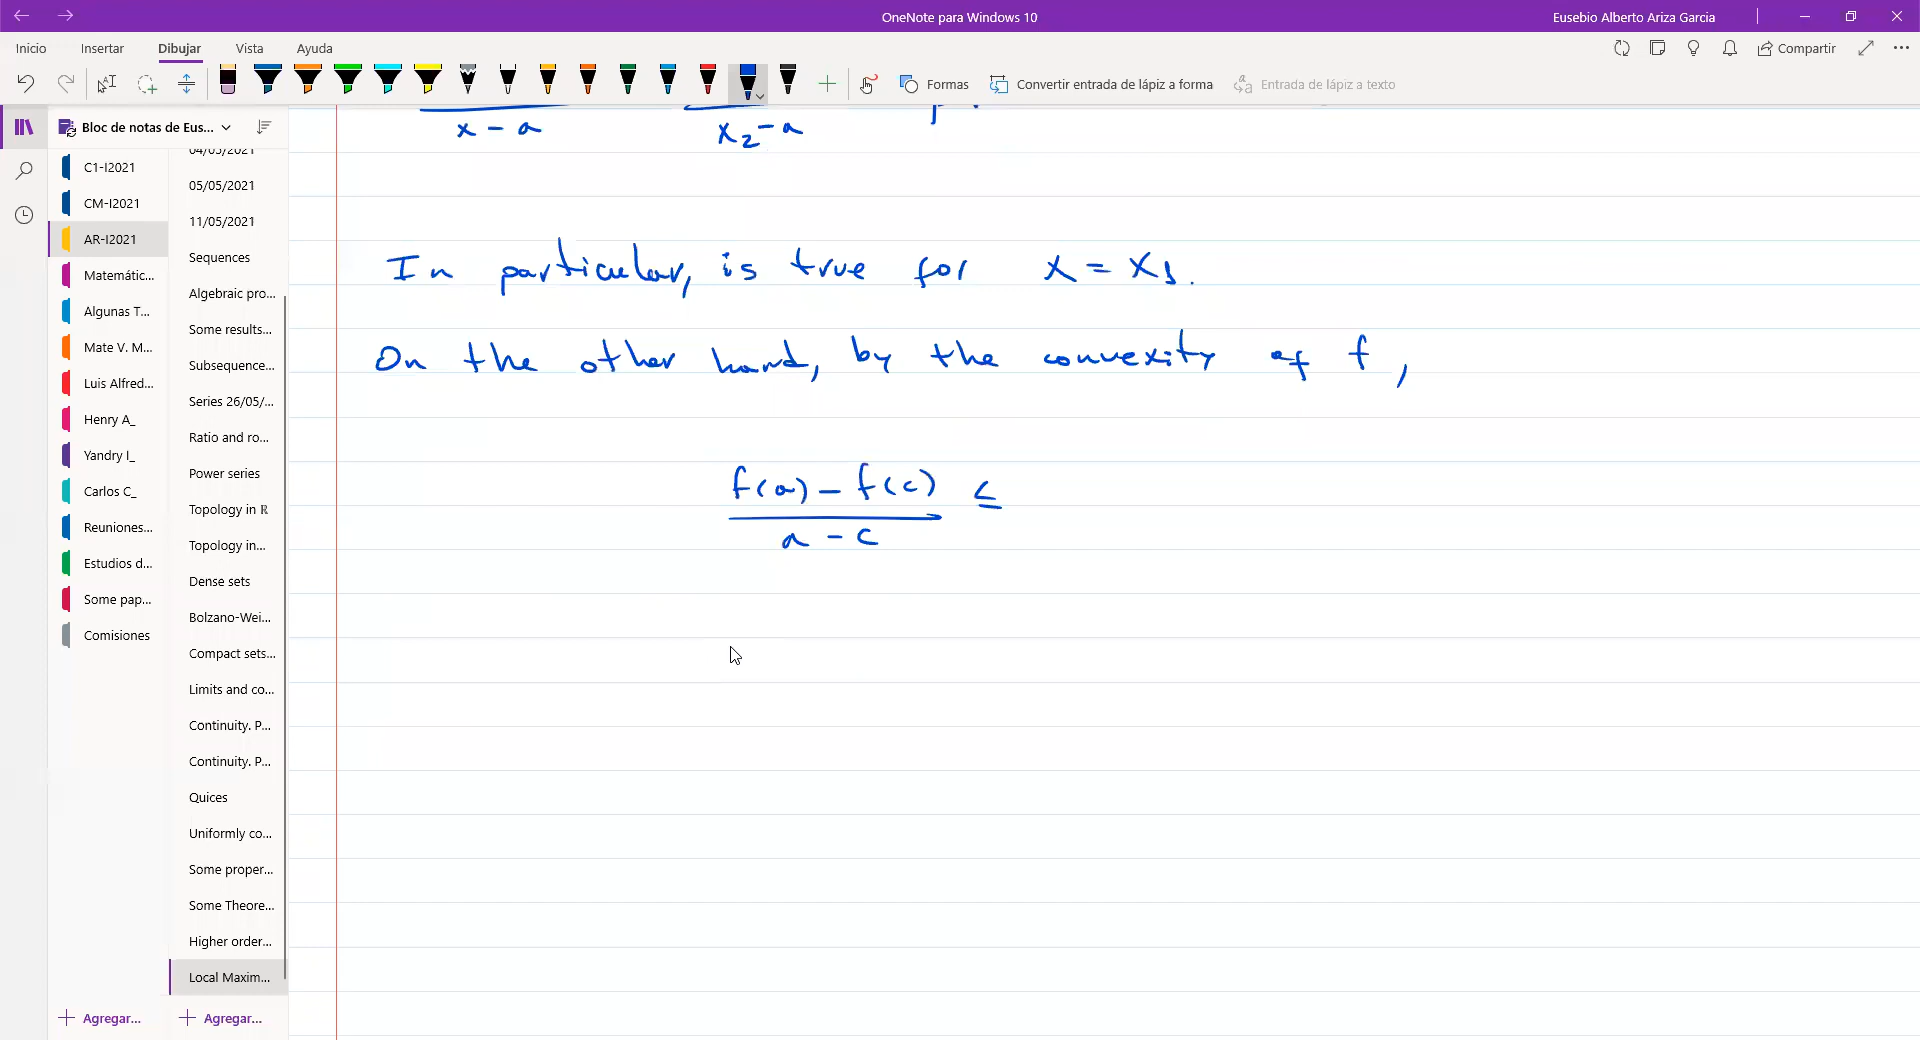 OneNote para Windows 10
Eusebio Alberto Ariza Garcia
Inicio Insertar Dibujar Vista Ayuda
Compartir
Formas
Convertir entrada de lápiz a forma
Entrada de lápiz a texto
Bloc de notas de Eus...
C1-I2021
CM-I2021
AR-I2021
Matemátic...
Algunas T...
Mate V. M...
Luis Alfred...
Henry A_
Yandry I_
Carlos C_
Reuniones...
Estudios d...
Some pap...
Comisiones
Agregar...
04/05/2021
05/05/2021
11/05/2021
Sequences
Algebraic pro...
Some results...
Subsequence...
Series 26/05/...
Ratio and ro...
Power series
Topology in ℝ
Topology in...
Dense sets
Bolzano-Wei...
Compact sets...
Limits and co...
Continuity. P...
Continuity. P...
Quices
Uniformly co...
Some proper...
Some Theore...
Higher order...
Local Maxim...
Agregar...
x - a x₂ - a
In particular, is true for x = x₁.
On the other hand, by the convexity of f,
f(a) - f(c) ≤
a - c